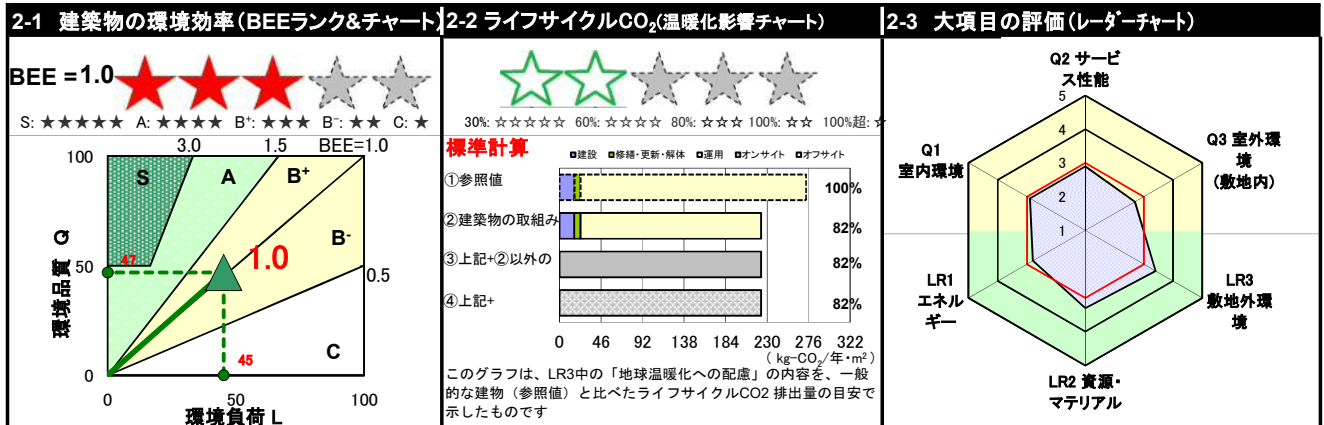 2-1 建築物の環境効率(BEEランク&チャート)
BEE =1.0
S: ★★★★★ A: ★★★★ B⁺: ★★★ B⁻: ★★ C: ★
3.0 1.5 BEE=1.0
100
S A B⁺
B⁻
環境品質 Q
50
47
1.0
0.5
C
45
0
0 50 100
環境負荷 L
2-2 ライフサイクルCO₂(温暖化影響チャート)
30%: ☆☆☆☆☆ 60%: ☆☆☆☆ 80%: ☆☆☆ 100%: ☆☆ 100%超: ☆
標準計算
■建設 ■修繕・更新・解体 □運用 ■オンサイト □オフサイト
①参照値 100%
②建築物の取組み 82%
③上記+②以外の 82%
④上記+ 82%
0 46 92 138 184 230 276 322
( kg-CO₂/年・m²)
このグラフは、LR3中の「地球温暖化への配慮」の内容を、一般
的な建物(参照値)と比べたライフサイクルCO2 排出量の目安で
示したものです
2-3 大項目の評価(レーダーチャート)
Q2 サービ
ス性能
5
4
3
2
1
Q1
室内環境
Q3 室外環
境
(敷地内)
LR1
エネル
ギー
LR3
敷地外環
境
LR2 資源・
マテリアル